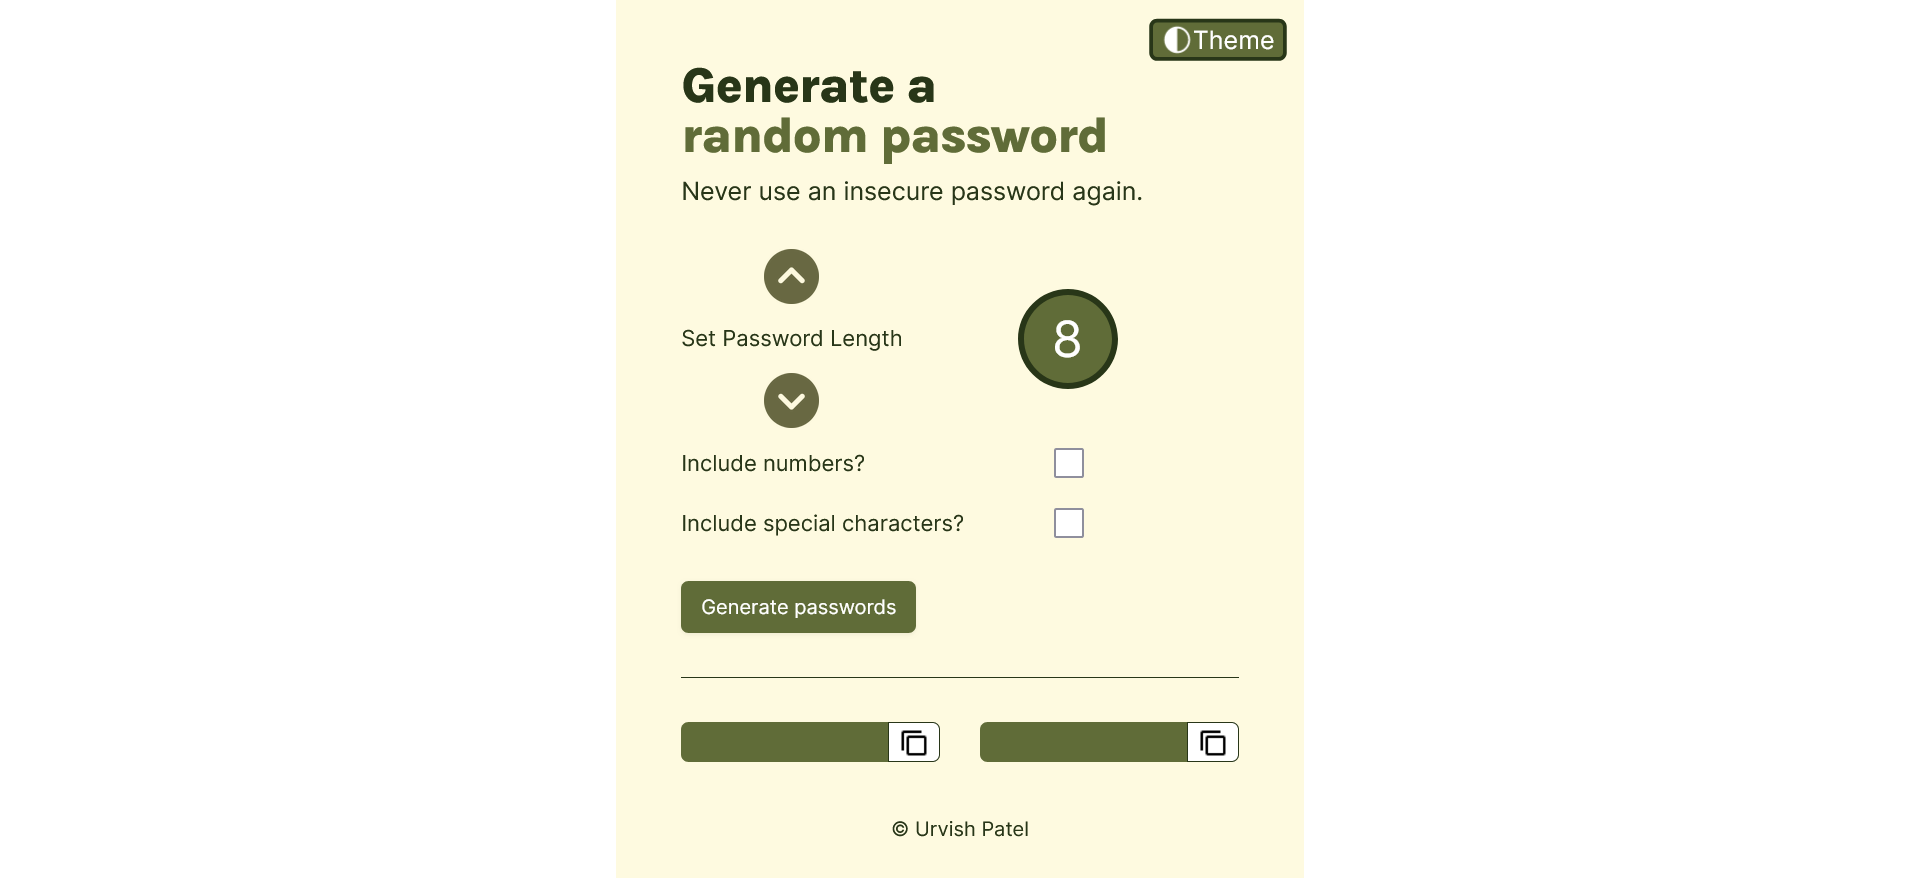 Theme
Generate a
random password
Never use an insecure password again.
Set Password Length
8
Include numbers?
Include special characters?
Generate passwords
© Urvish Patel